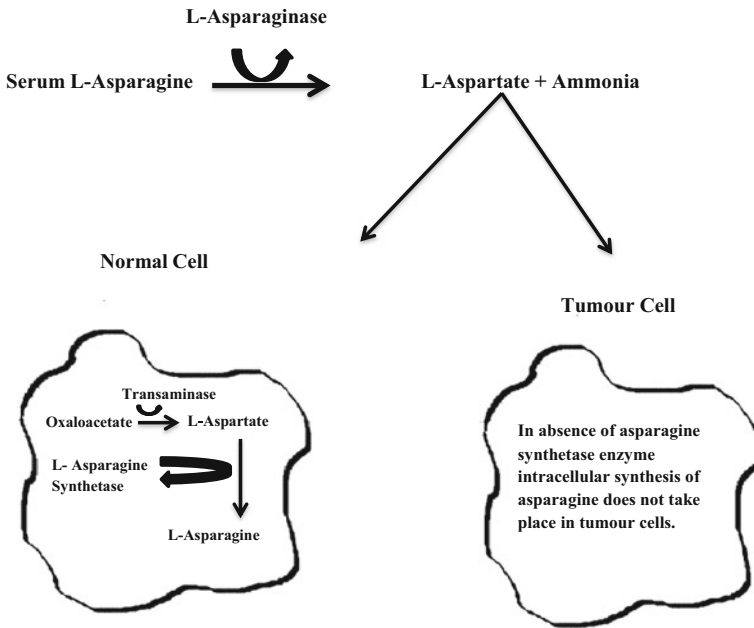 L-Asparaginase
Serum L-Asparagine
L-Aspartate + Ammonia
Normal Cell
Transaminase
Oxaloacetate
L-Aspartate
L- Asparagine
Synthetase
L-Asparagine
Tumour Cell
In absence of asparagine
synthetase enzyme
intracellular synthesis of
asparagine does not take
place in tumour cells.